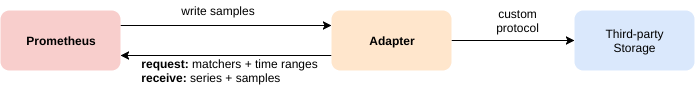 write samples
Prometheus
Adapter
custom
protocol
Third-party
Storage
request: matchers + time ranges
receive: series + samples